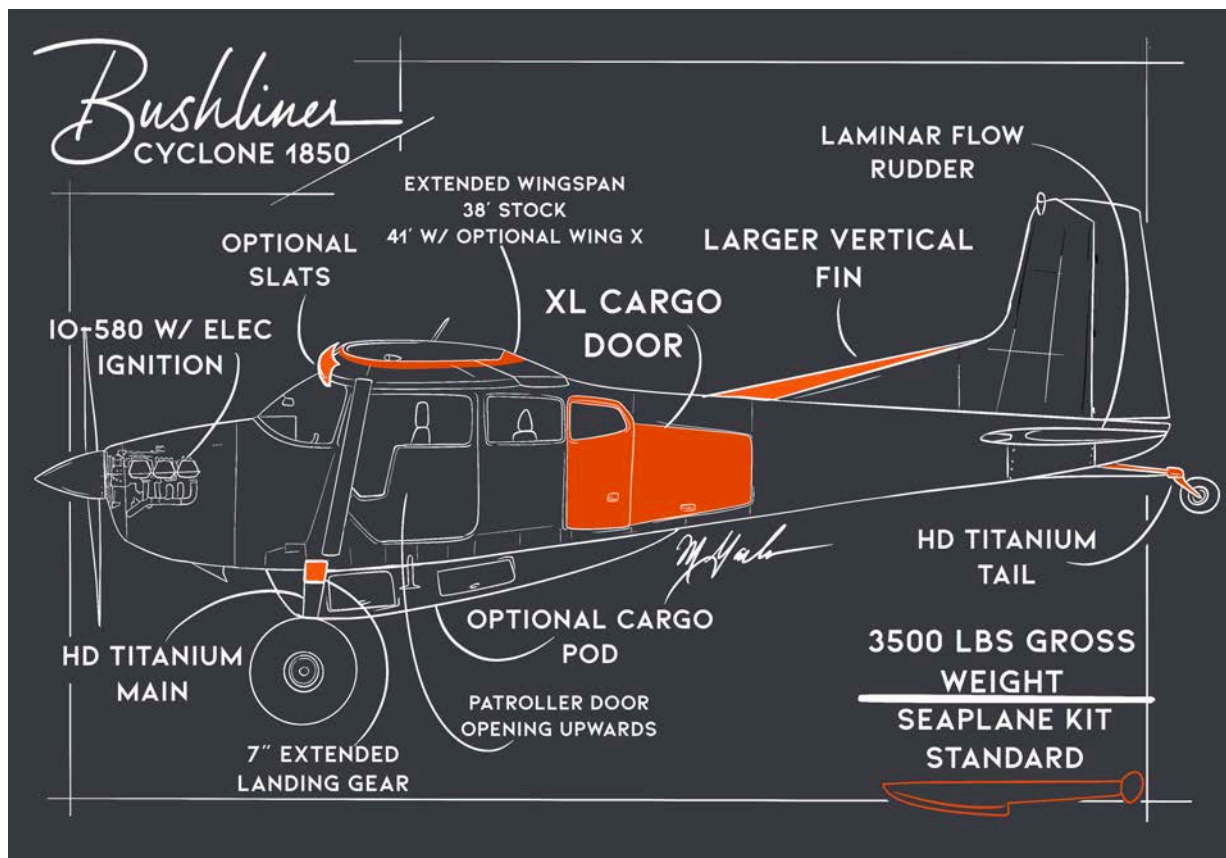 Bushliner
CYCLONE 1850
LAMINAR FLOW
RUDDER
EXTENDED WINGSPAN
38' STOCK
41' W/ OPTIONAL WING X
OPTIONAL
SLATS
LARGER VERTICAL
FIN
XL CARGO
DOOR
IO-580 W/ ELEC
IGNITION
HD TITANIUM
TAIL
OPTIONAL CARGO
POD
HD TITANIUM
MAIN
PATROLLER DOOR
OPENING UPWARDS
7" EXTENDED
LANDING GEAR
3500 LBS GROSS
WEIGHT
SEAPLANE KIT
STANDARD